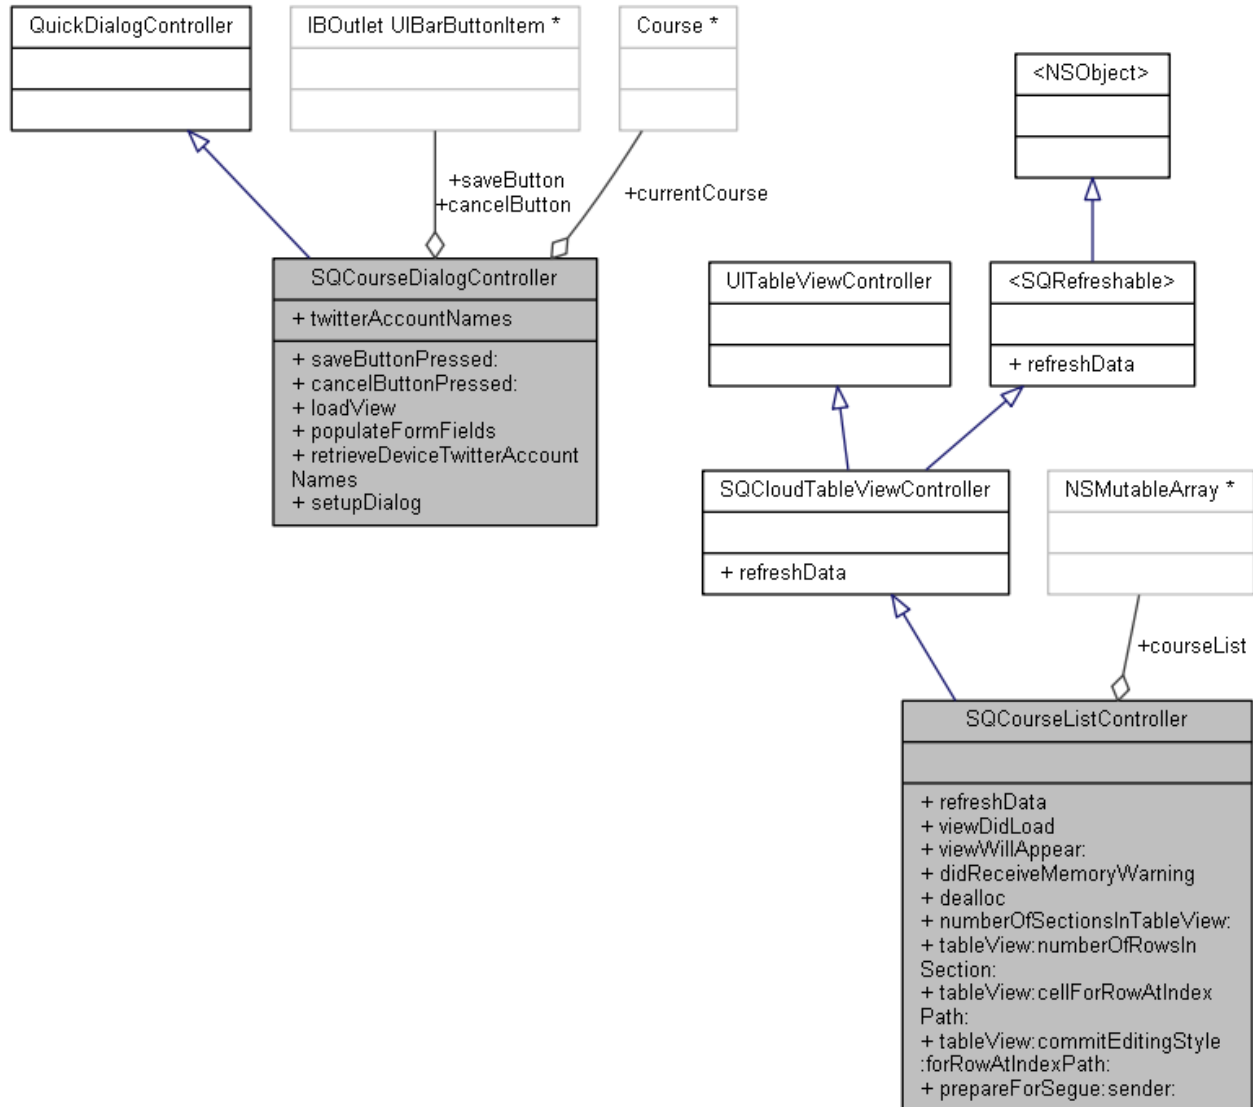 QuickDialogController
IBOutlet UIBarButtonItem *
Course *
+saveButton
+cancelButton
+currentCourse
SQCourseDialogController
+ twitterAccountNames
+ saveButtonPressed:
+ cancelButtonPressed:
+ loadView
+ populateFormFields
+ retrieveDeviceTwitterAccount
Names
+ setupDialog
<NSObject>
UITableViewController
<SQRefreshable>
+ refreshData
SQCloudTableViewController
+ refreshData
NSMutableArray *
+courseList
SQCourseListController
+ refreshData
+ viewDidLoad
+ viewWillAppear:
+ didReceiveMemoryWarning
+ dealloc
+ numberOfSectionsInTableView:
+ tableView:numberOfRowsIn
Section:
+ tableView:cellForRowAtIndex
Path:
+ tableView:commitEditingStyle
:forRowAtIndexPath:
+ prepareForSegue:sender: